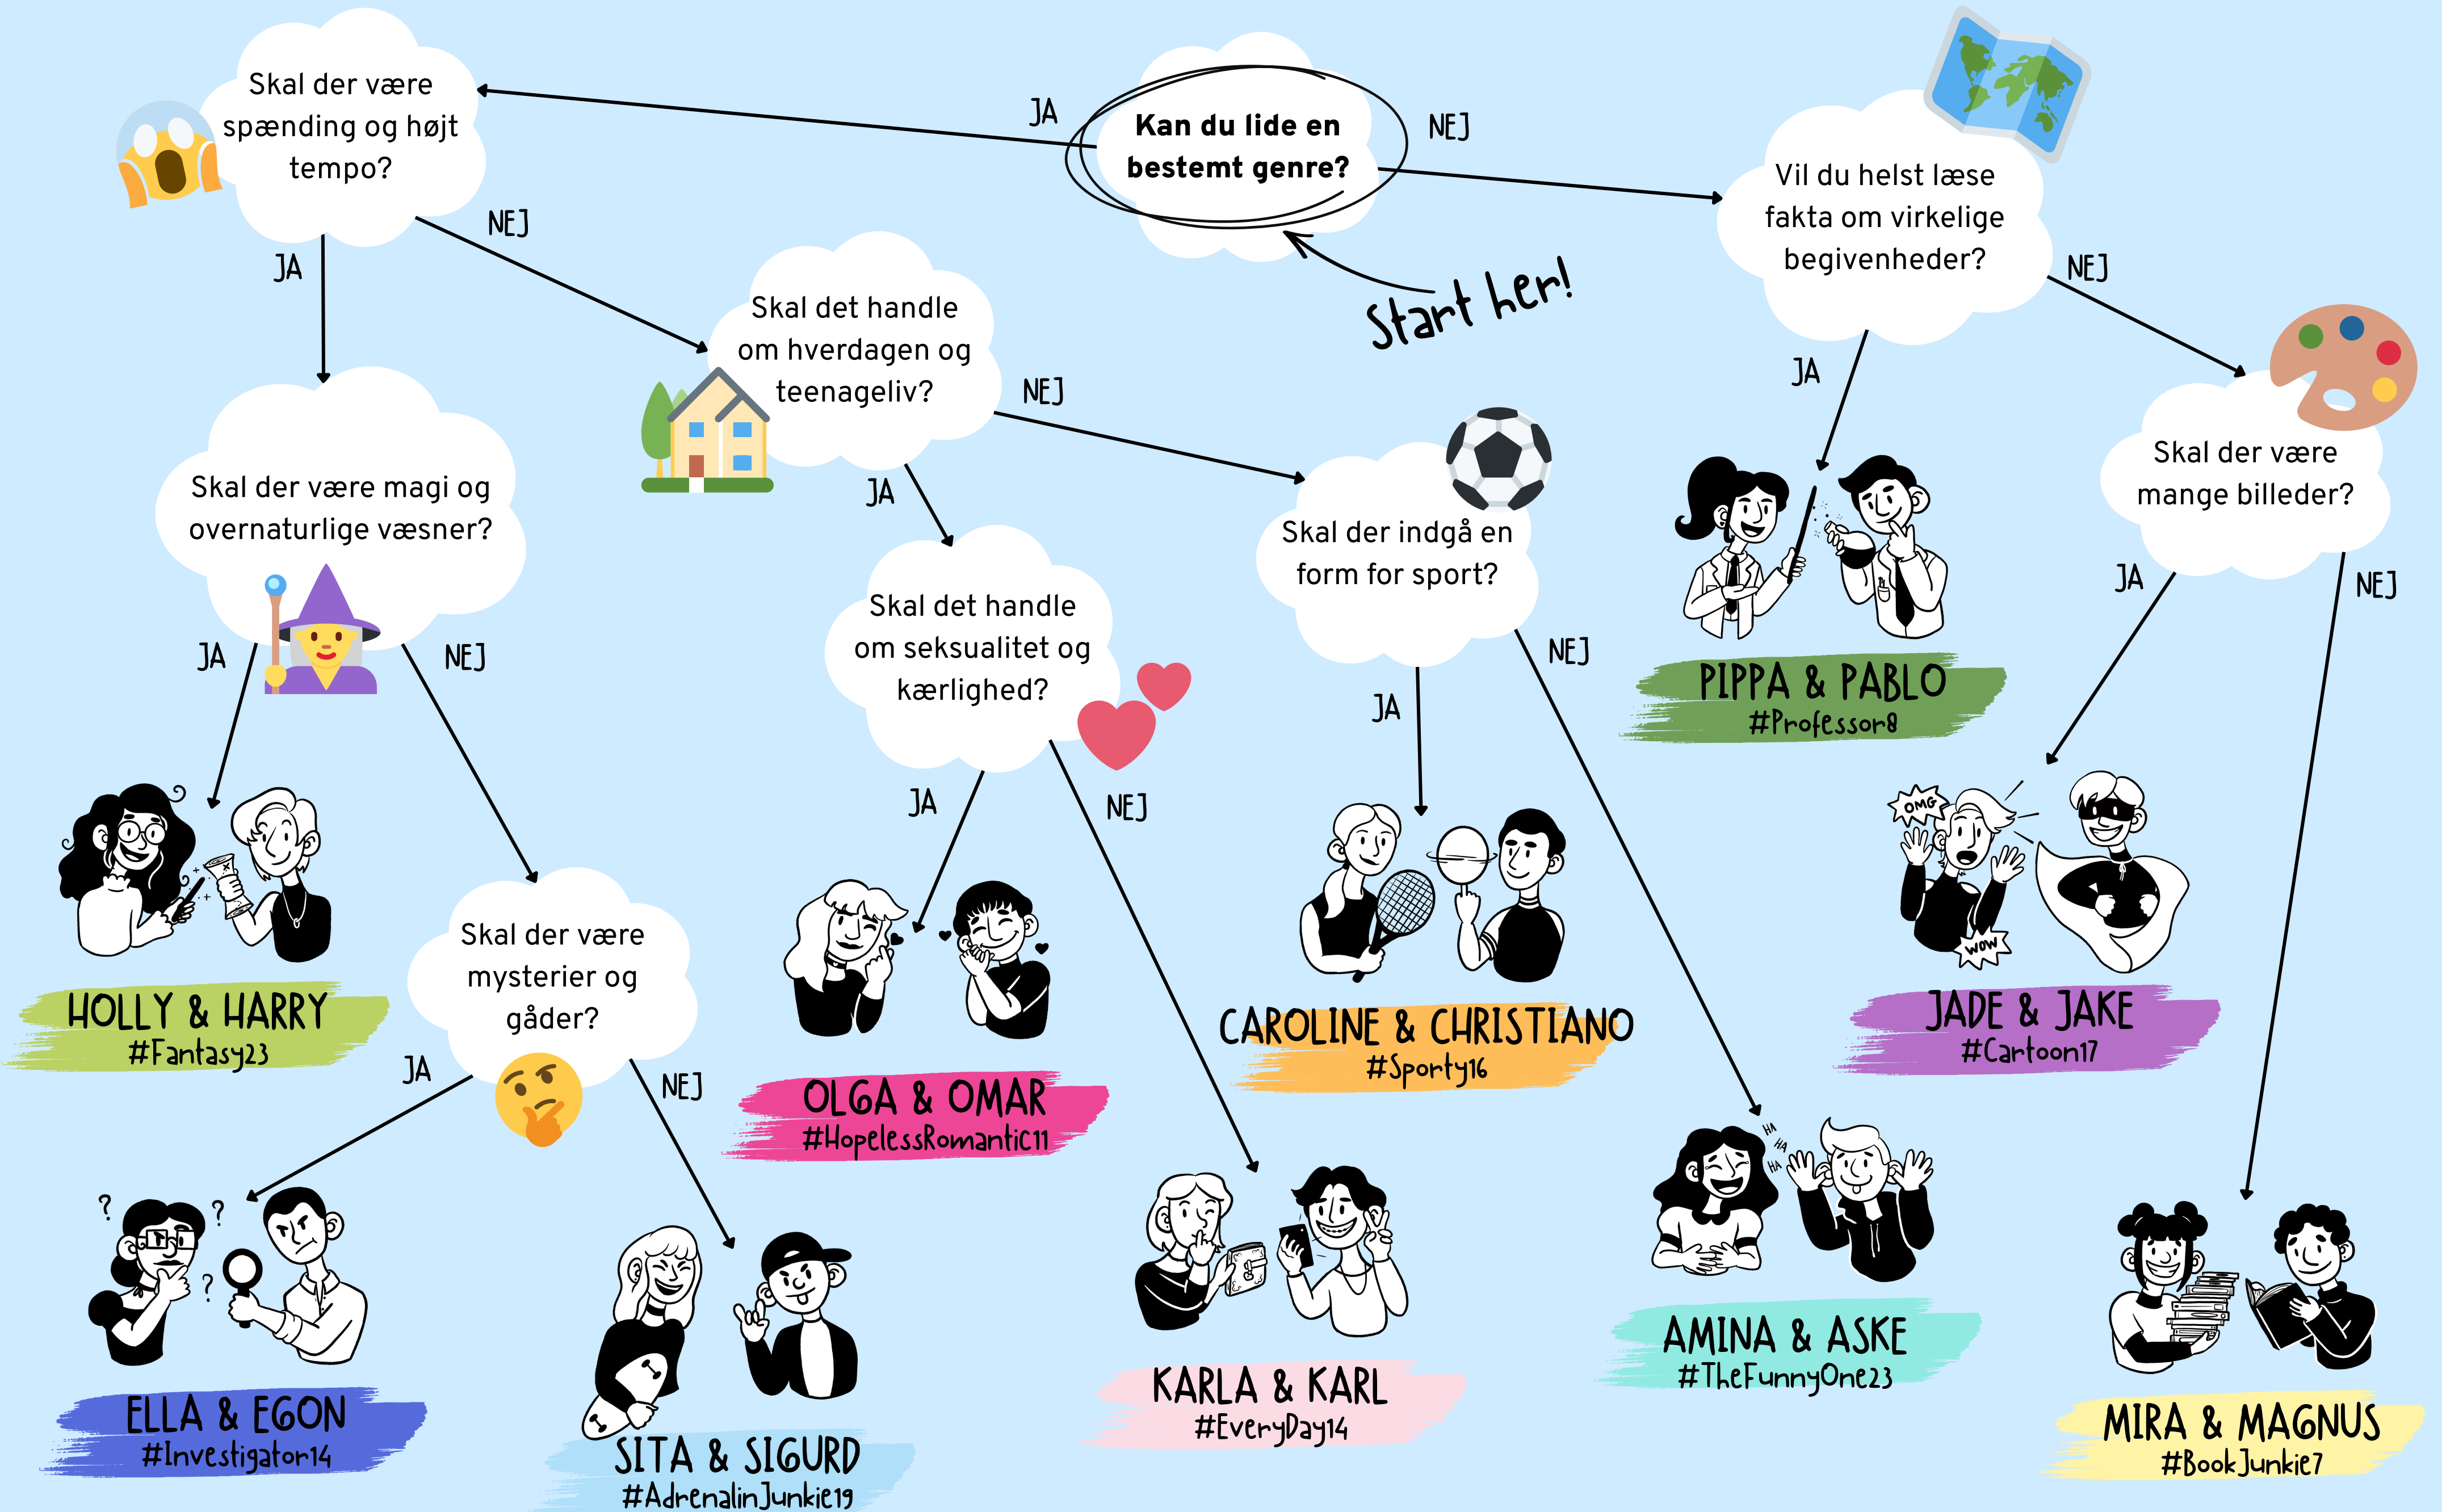 Kan du lide en
bestemt genre?
Start her!
JA
NEJ
Skal der være
spænding og højt
tempo?
JA
NEJ
Skal der være magi og
overnaturlige væsner?
JA
NEJ
HOLLY & HARRY
#Fantasy23
Skal der være
mysterier og
gåder?
JA
NEJ
?
?
?
ELLA & EGON
#Investigator14
SITA & SIGURD
#AdrenalinJunkie19
Skal det handle
om hverdagen og
teenageliv?
JA
NEJ
Skal det handle
om seksualitet og
kærlighed?
JA
NEJ
OLGA & OMAR
#HopelessRomantic11
KARLA & KARL
#EveryDay14
Skal der indgå en
form for sport?
JA
NEJ
CAROLINE & CHRISTIANO
#Sporty16
HA
HA
HA
AMINA & ASKE
#TheFunnyOne23
Vil du helst læse
fakta om virkelige
begivenheder?
JA
NEJ
PIPPA & PABLO
#Professor8
Skal der være
mange billeder?
JA
NEJ
OMG
WOW
JADE & JAKE
#Cartoon17
MIRA & MAGNUS
#BookJunkie7